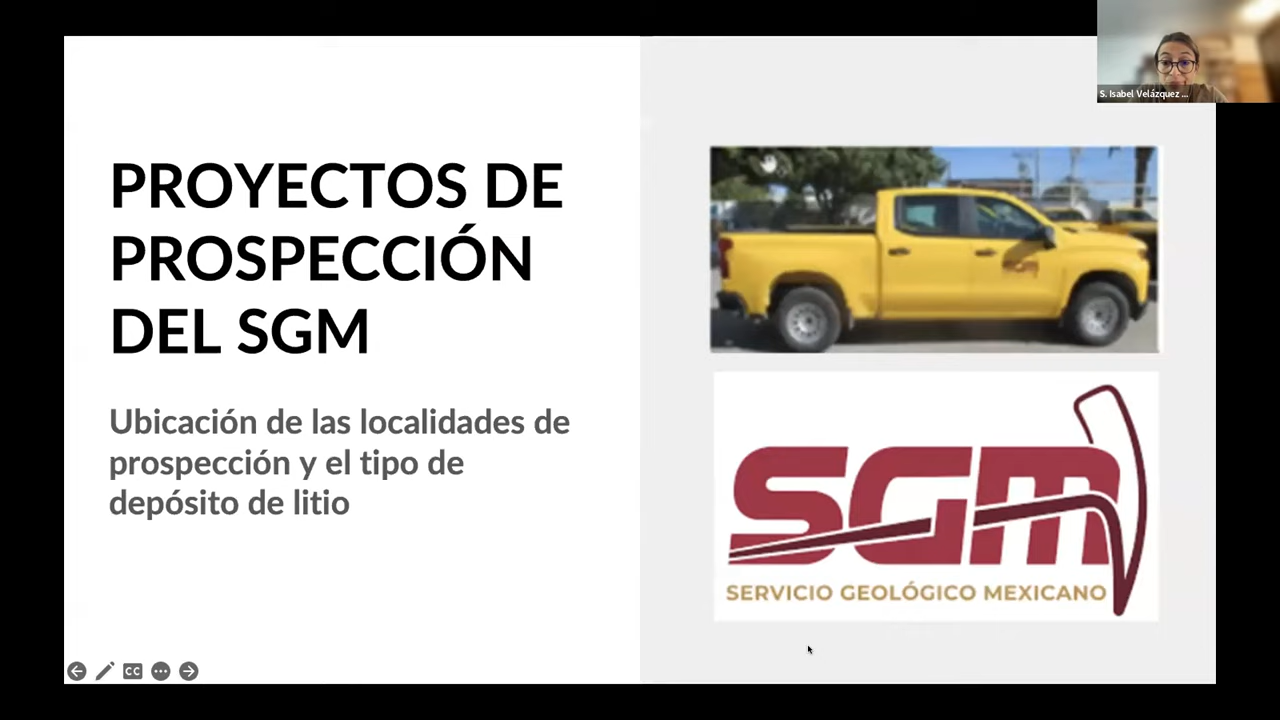 S. Isabel Velázquez ...
PROYECTOS DE
PROSPECCIÓN
DEL SGM
Ubicación de las localidades de
prospección y el tipo de
depósito de litio
SGM
SERVICIO GEOLÓGICO MEXICANO
CC